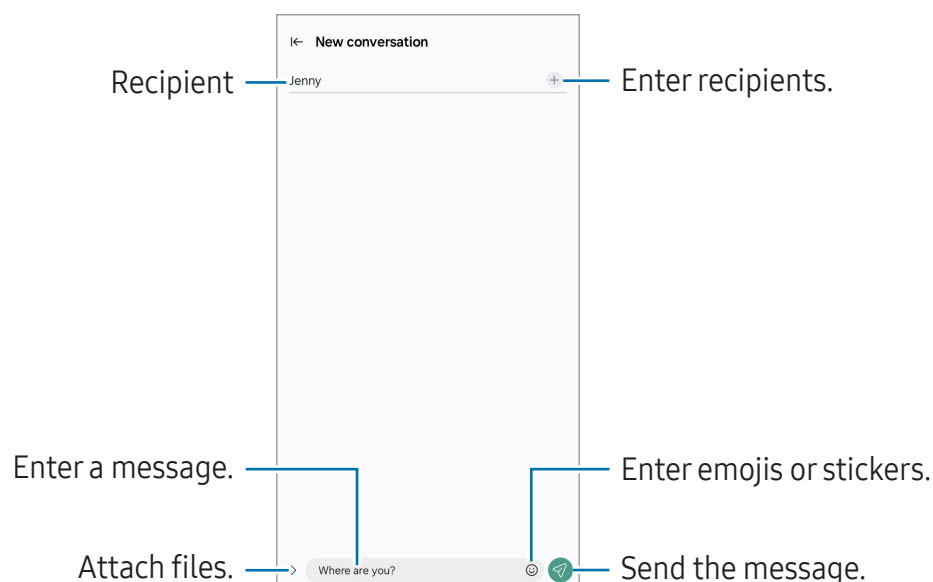 New conversation
Recipient
Jenny
Enter recipients.
Enter a message.
Enter emojis or stickers.
Attach files.
Where are you?
Send the message.